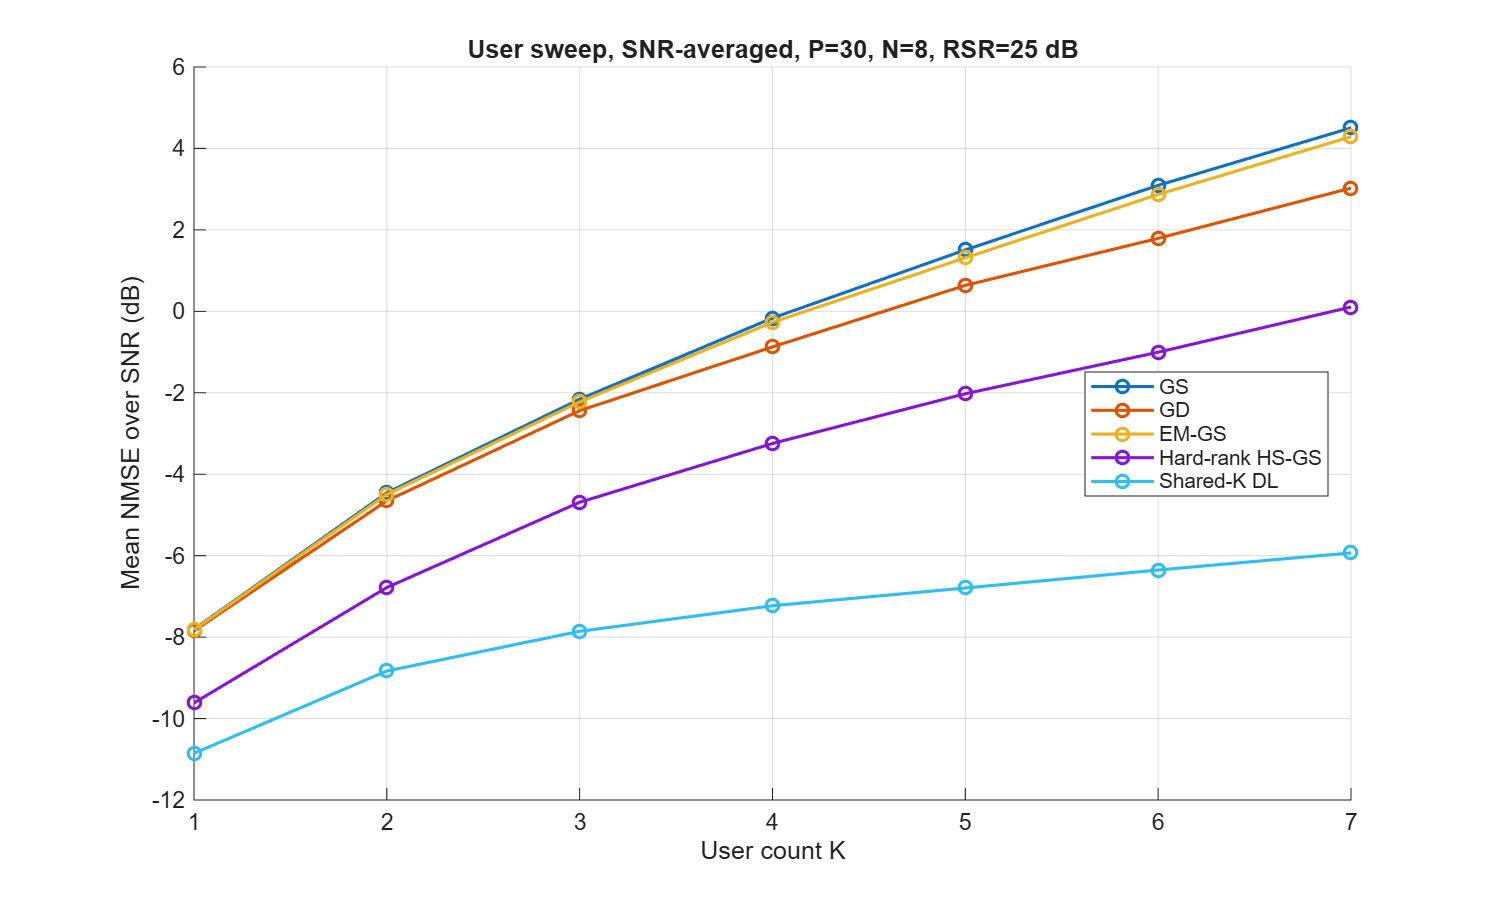 User sweep, SNR-averaged, P=30, N=8, RSR=25 dB
6
4
2
0
-2
-4
-6
-8
-10
-12
Mean NMSE over SNR (dB)
GS
GD
EM-GS
Hard-rank HS-GS
Shared-K DL
1 2 3 4 5 6 7
User count K